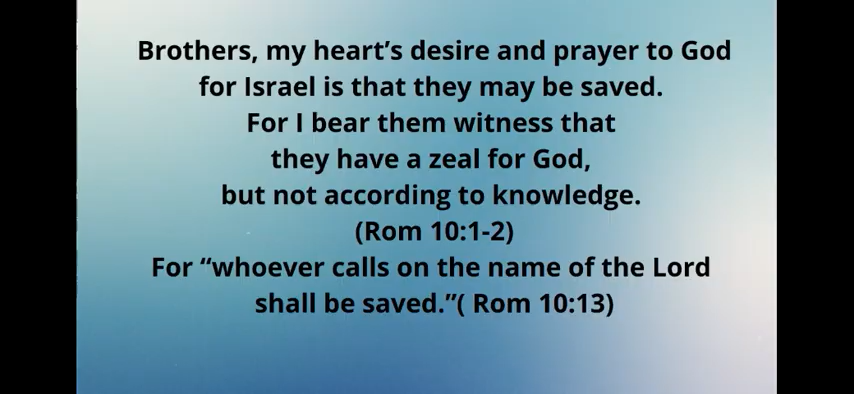 Brothers, my heart’s desire and prayer to God
for Israel is that they may be saved.
For I bear them witness that
they have a zeal for God,
but not according to knowledge.
(Rom 10:1-2)
For “whoever calls on the name of the Lord
shall be saved.”( Rom 10:13)